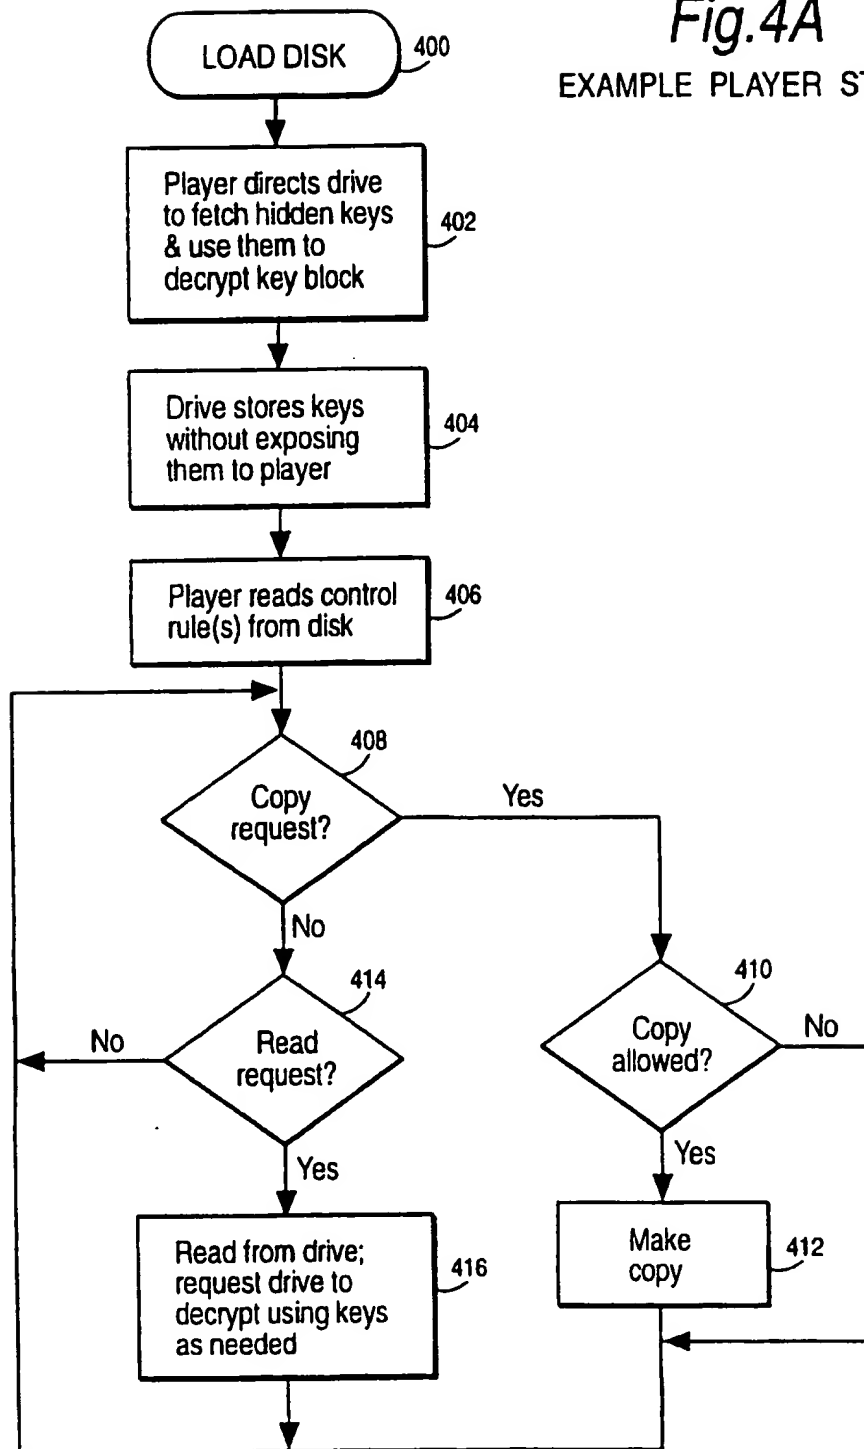 Fig.4A
EXAMPLE PLAYER
LOAD DISK
400
Player directs drive
to fetch hidden keys
& use them to
decrypt key block
402
Drive stores keys
without exposing
them to player
404
Player reads control
rule(s) from disk
406
408
Copy
request?
Yes
No
414
Read
request?
No
410
Copy
allowed?
No
Yes
Yes
Read from drive;
request drive to
decrypt using keys
as needed
416
Make
copy
412